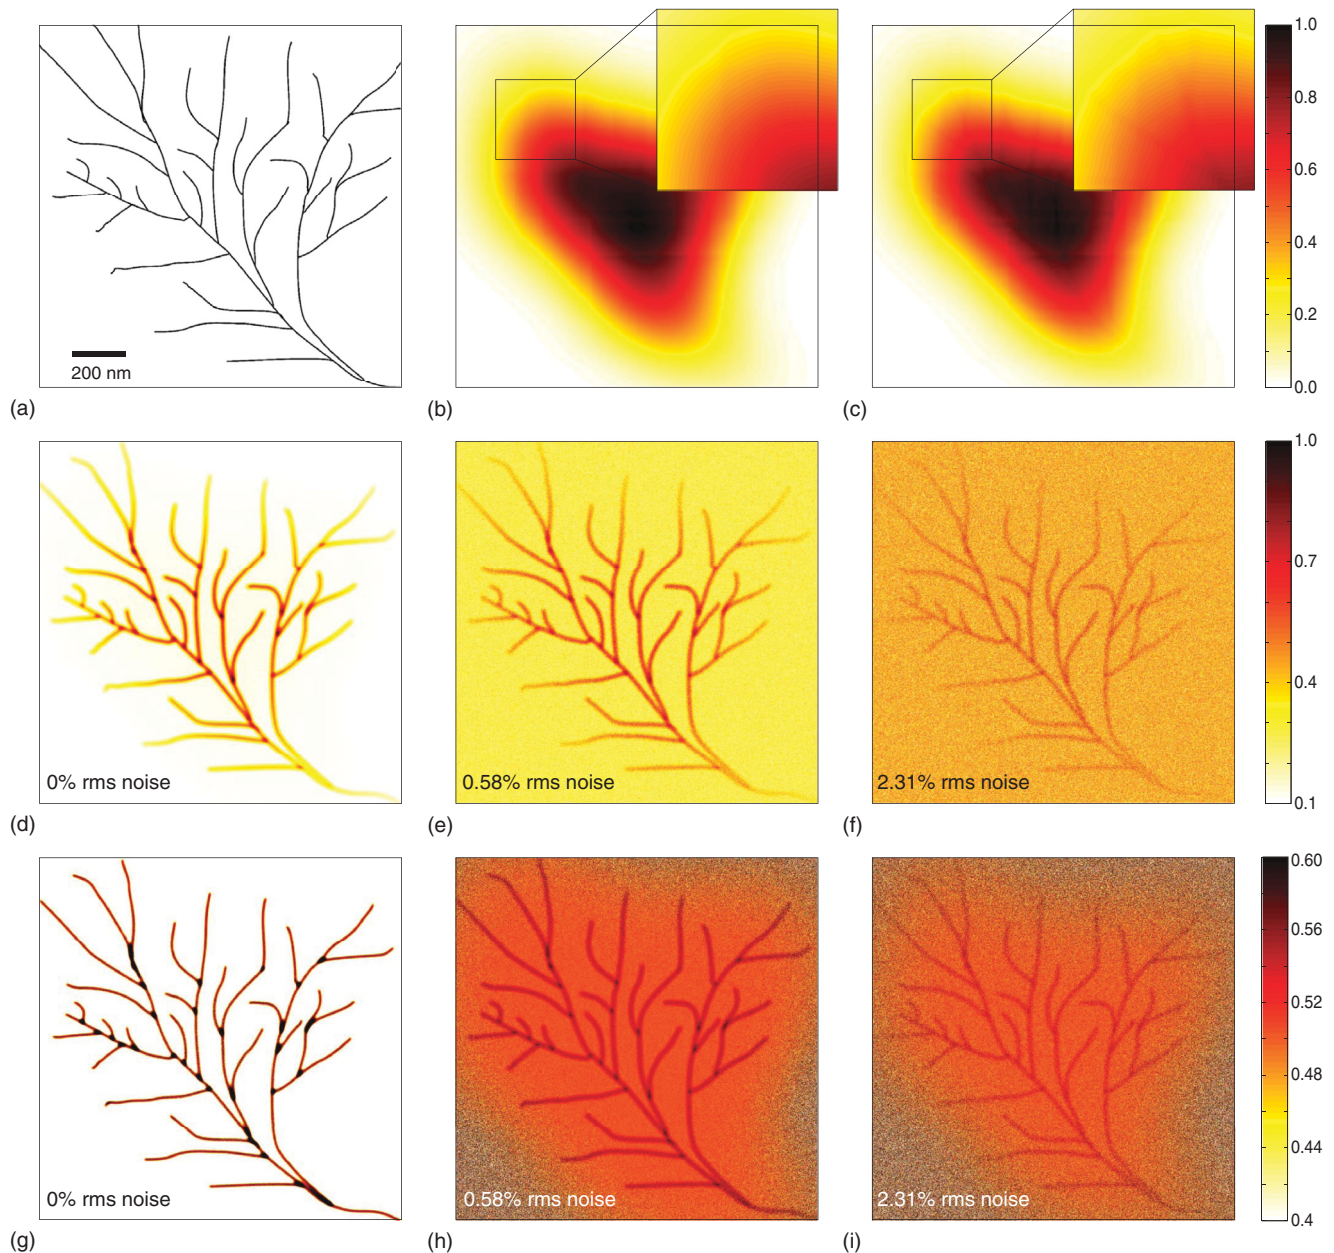 1.0
0.8
0.6
0.4
0.2
0.0
200 nm
(a)
(b)
(c)
1.0
0.7
0.4
0.1
0% rms noise
0.58% rms noise
2.31% rms noise
(d)
(e)
(f)
0.60
0.56
0.52
0.48
0.44
0.4
0% rms noise
0.58% rms noise
2.31% rms noise
(g)
(h)
(i)